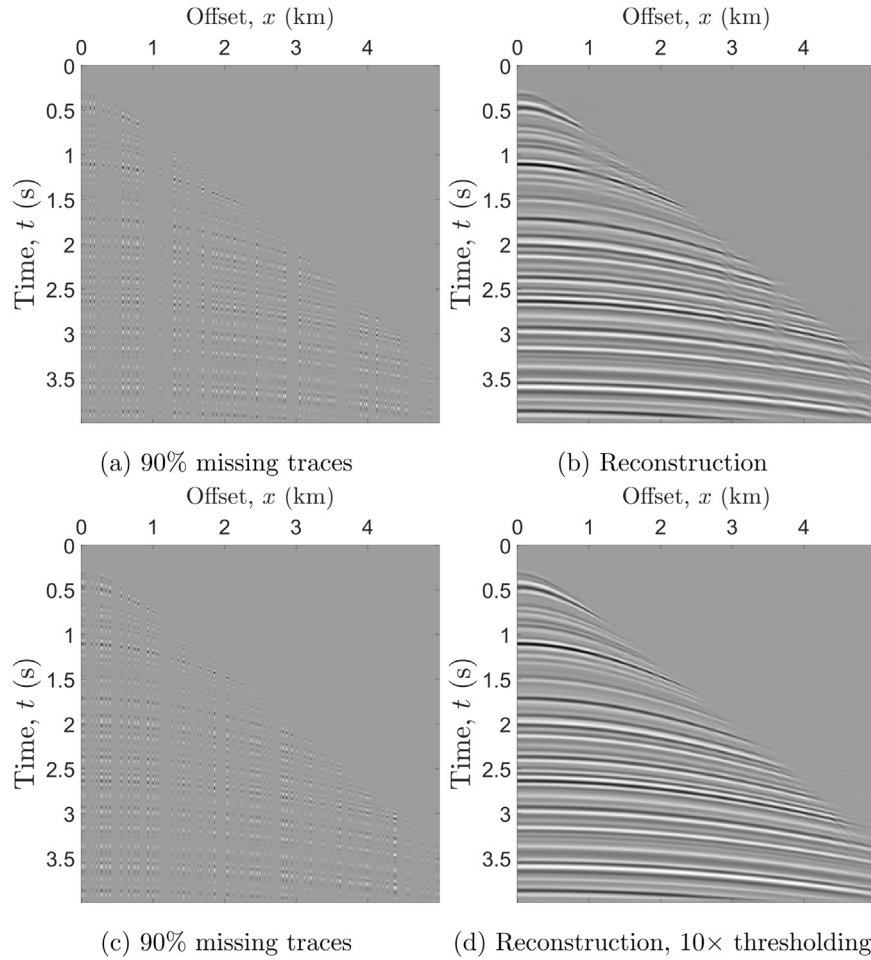 Offset, x (km)
Offset, x (km)
0 1 2 3 4
0 1 2 3 4
0
0.5
1
1.5
2
2.5
3
3.5
Time, t (s)
0
0.5
1
1.5
2
2.5
3
3.5
Time, t (s)
(a) 90% missing traces
(b) Reconstruction
Offset, x (km)
Offset, x (km)
0 1 2 3 4
0 1 2 3 4
0
0.5
1
1.5
2
2.5
3
3.5
Time, t (s)
0
0.5
1
1.5
2
2.5
3
3.5
Time, t (s)
(c) 90% missing traces
(d) Reconstruction, 10× thresholding